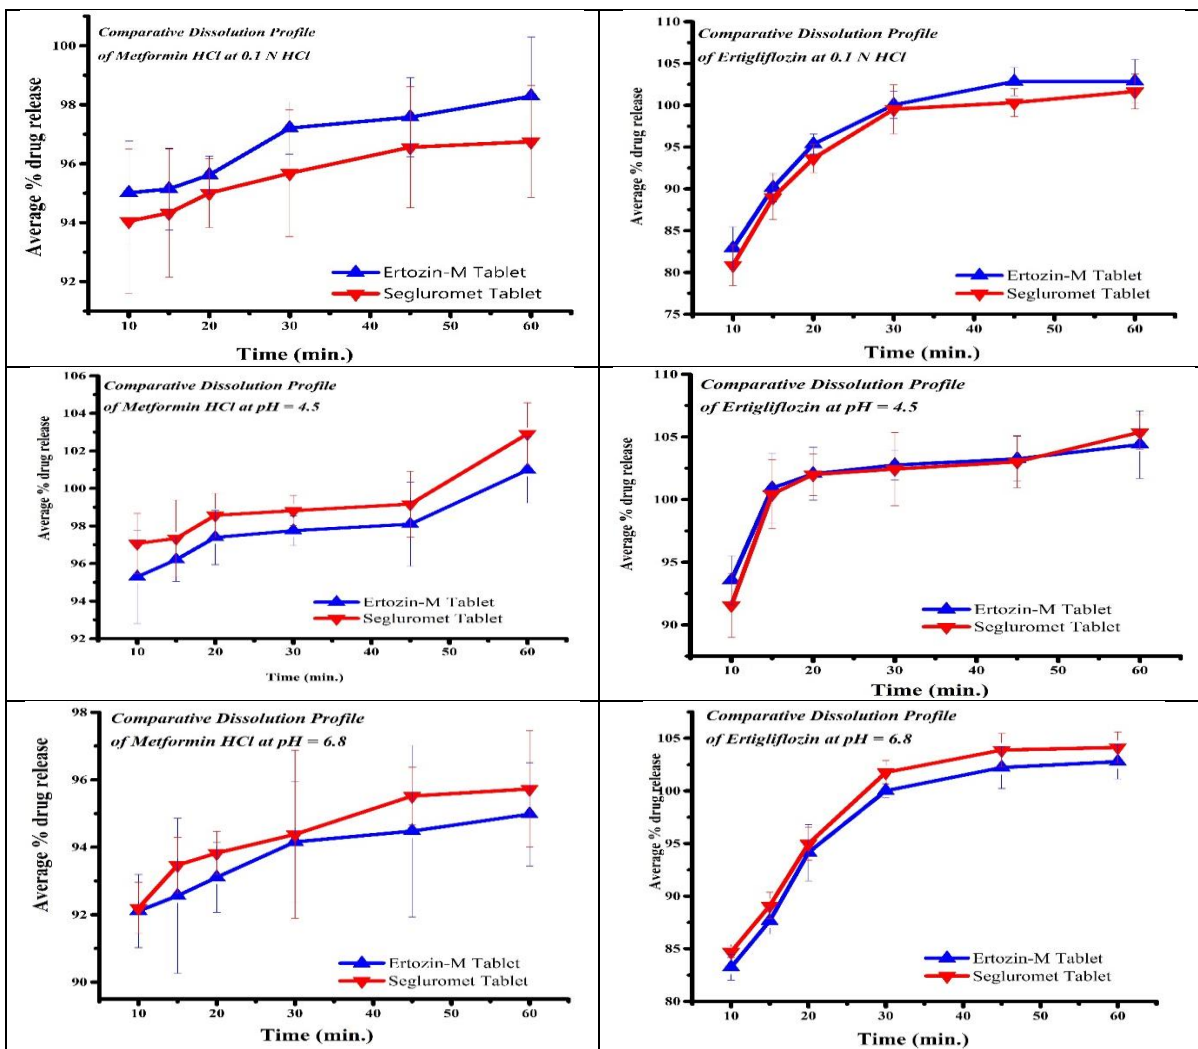 Comparative Dissolution Profile
of Metformin HCl at 0.1 N HCl
Average % drug release
100
98
96
94
92
Ertozin-M Tablet
Segluromet Tablet
10 20 30 40 50 60
Time (min.)
Comparative Dissolution Profile
of Ertigliflozin at 0.1 N HCl
Average % drug release
110
105
100
95
90
85
80
75
Ertozin-M Tablet
Segluromet Tablet
10 20 30 40 50 60
Time (min.)
Comparative Dissolution Profile
of Metformin HCl at pH = 4.5
Average % drug release
106
104
102
100
98
96
94
92
Ertozin-M Tablet
Segluromet Tablet
10 20 30 40 50 60
Time (min.)
Comparative Dissolution Profile
of Ertigliflozin at pH = 4.5
Average % drug release
110
105
100
95
90
Ertozin-M Tablet
Segluromet Tablet
10 20 30 40 50 60
Time (min.)
Comparative Dissolution Profile
of Metformin HCl at pH = 6.8
Average % drug release
98
96
94
92
90
Ertozin-M Tablet
Segluromet Tablet
10 20 30 40 50 60
Time (min.)
Comparative Dissolution Profile
of Ertigliflozin at pH = 6.8
Average % drug release
105
100
95
90
85
80
Ertozin-M Tablet
Segluromet Tablet
10 20 30 40 50 60
Time (min.)